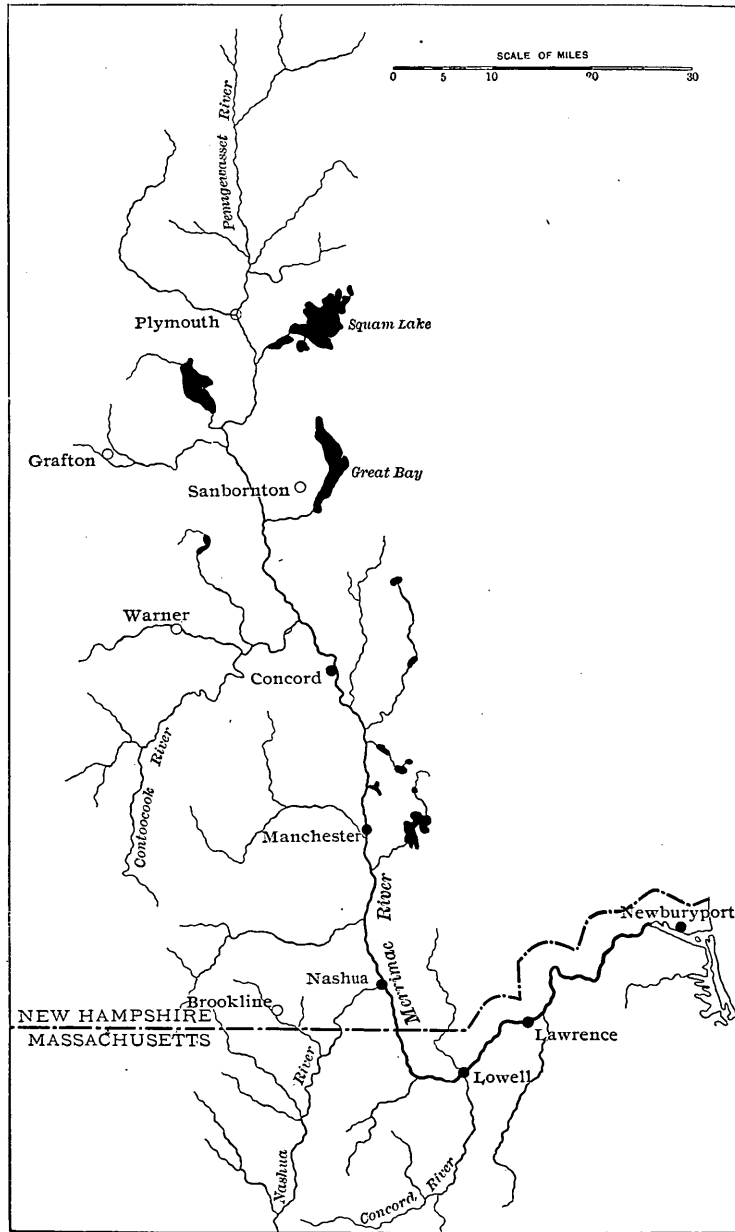 SCALE OF MILES
0 5 10 20 30
Pemigewasset River
Plymouth
Squam Lake
Grafton
Great Bay
Sanbornton
Warner
Concord
Contoocook River
Manchester
Merrimac River
Newburyport
Nashua
Brookline
NEW HAMPSHIRE
MASSACHUSETTS
Lawrence
Lowell
Nashua River
Concord River